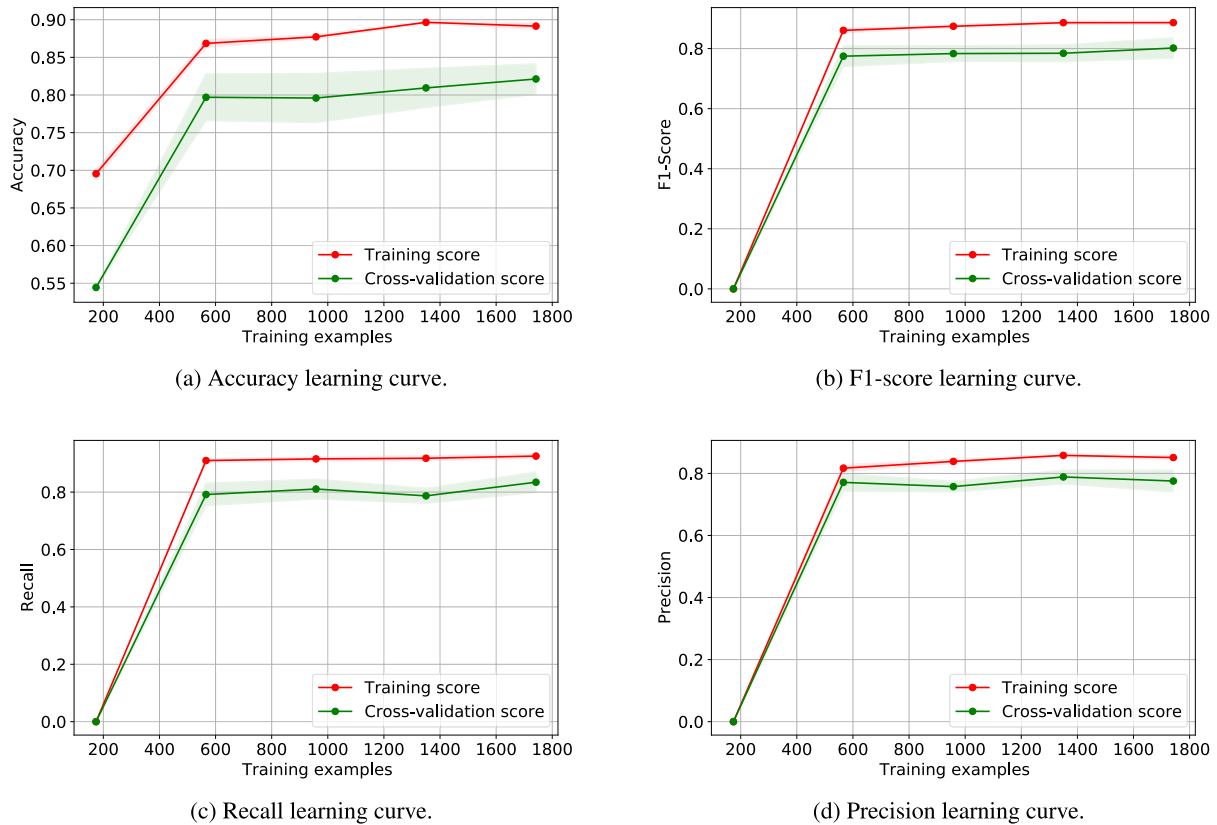 0.90
0.85
0.80
0.75
0.70
0.65
0.60
0.55
Accuracy
200 400 600 800 1000 1200 1400 1600 1800
Training examples
Training score
Cross-validation score
(a) Accuracy learning curve.
0.8
0.6
0.4
0.2
0.0
F1-Score
200 400 600 800 1000 1200 1400 1600 1800
Training examples
Training score
Cross-validation score
(b) F1-score learning curve.
0.8
0.6
0.4
0.2
0.0
Recall
200 400 600 800 1000 1200 1400 1600 1800
Training examples
Training score
Cross-validation score
(c) Recall learning curve.
0.8
0.6
0.4
0.2
0.0
Precision
200 400 600 800 1000 1200 1400 1600 1800
Training examples
Training score
Cross-validation score
(d) Precision learning curve.